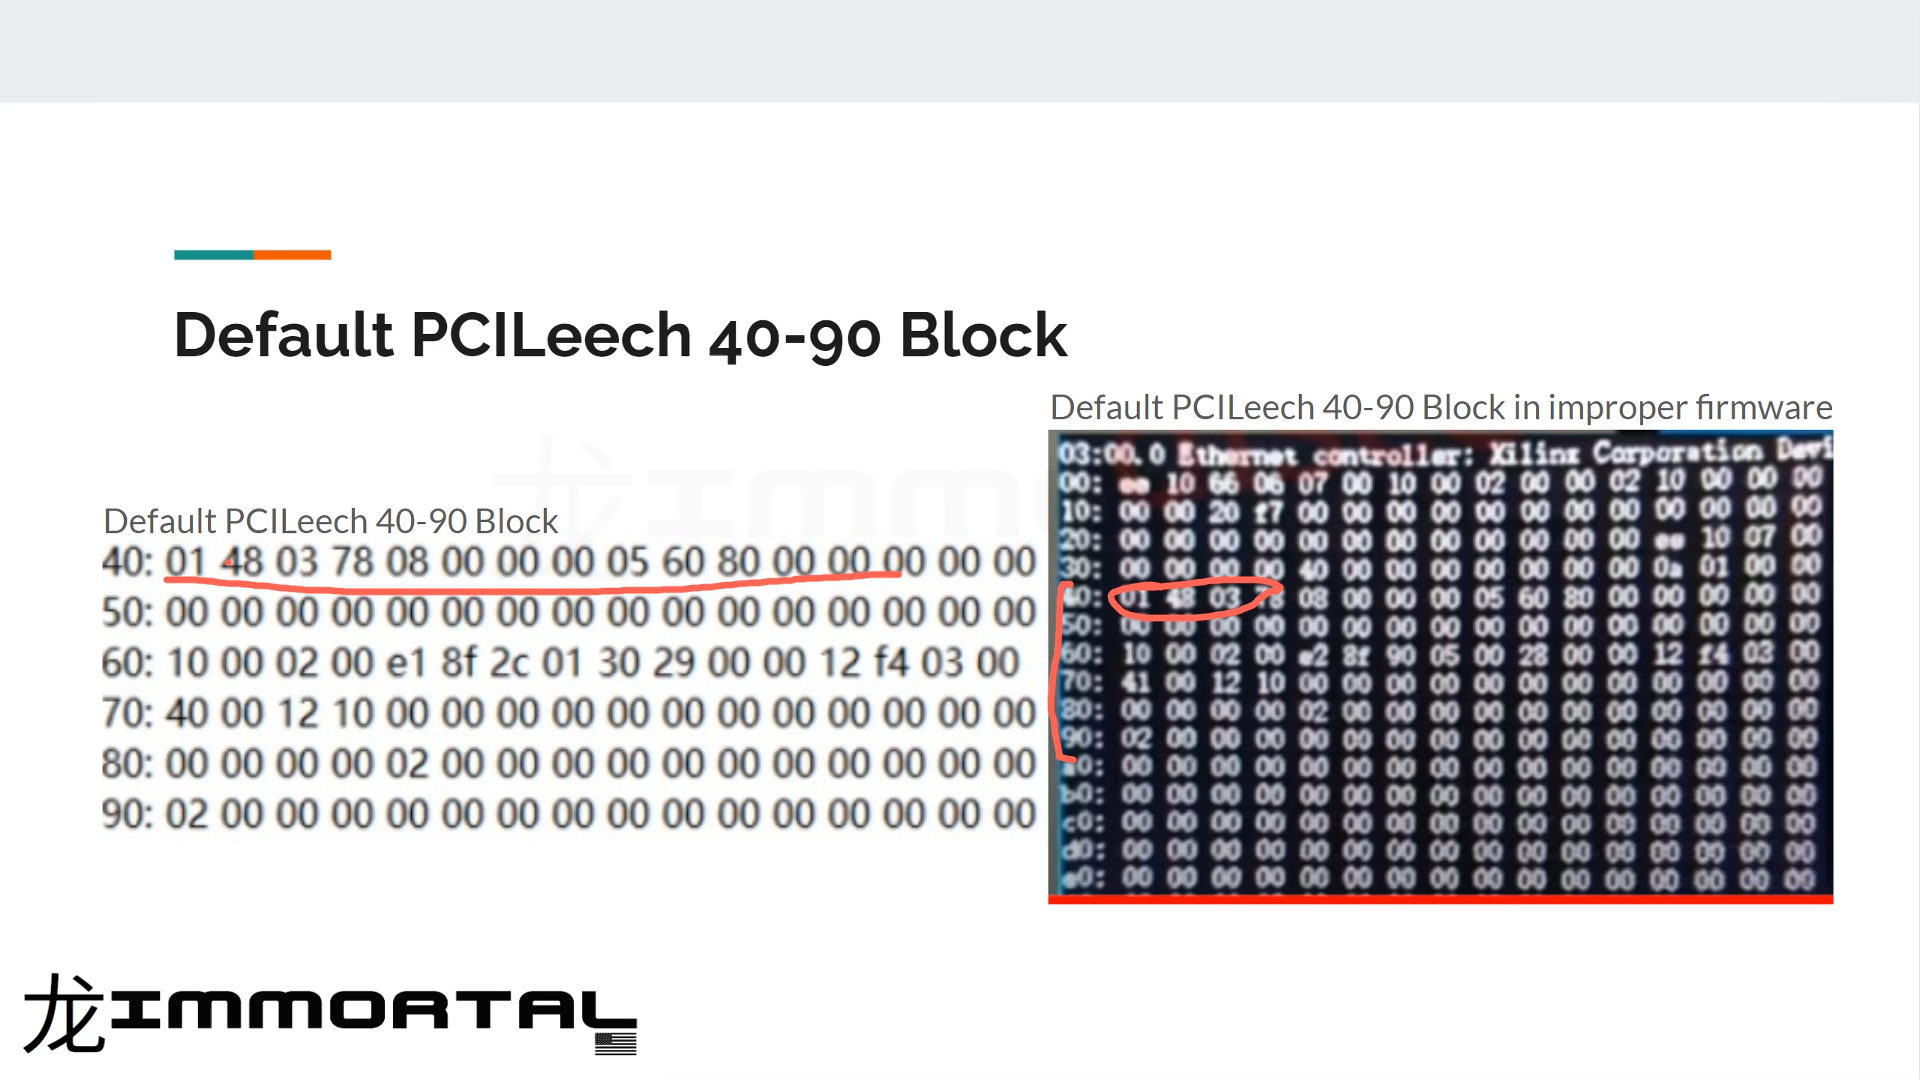 Default PCILeech 40-90 Block
Default PCILeech 40-90 Block in improper firmware
Default PCILeech 40-90 Block
40: 01 48 03 78 08 00 00 00 05 60 80 00 00 00 00 00
50: 00 00 00 00 00 00 00 00 00 00 00 00 00 00 00 00
60: 10 00 02 00 e1 8f 2c 01 30 29 00 00 12 f4 03 00
70: 40 00 12 10 00 00 00 00 00 00 00 00 00 00 00 00
80: 00 00 00 00 02 00 00 00 00 00 00 00 00 00 00 00
90: 02 00 00 00 00 00 00 00 00 00 00 00 00 00 00 00
03:00.0 Ethernet controller: Xilinx Corporation Devi
00: ee 10 66 06 07 00 10 00 02 00 00 02 10 00 00 00
10: 00 00 20 f7 00 00 00 00 00 00 00 00 00 00 00 00
20: 00 00 00 00 00 00 00 00 00 00 00 00 ee 10 07 00
30: 00 00 00 00 40 00 00 00 00 00 00 00 0a 01 00 00
40: 01 48 03 78 08 00 00 00 05 60 80 00 00 00 00 00
50: 00 00 00 00 00 00 00 00 00 00 00 00 00 00 00 00
60: 10 00 02 00 e2 8f 90 05 00 28 00 00 12 f4 03 00
70: 41 00 12 10 00 00 00 00 00 00 00 00 00 00 00 00
80: 00 00 00 00 02 00 00 00 00 00 00 00 00 00 00 00
90: 02 00 00 00 00 00 00 00 00 00 00 00 00 00 00 00
a0: 00 00 00 00 00 00 00 00 00 00 00 00 00 00 00 00
b0: 00 00 00 00 00 00 00 00 00 00 00 00 00 00 00 00
c0: 00 00 00 00 00 00 00 00 00 00 00 00 00 00 00 00
d0: 00 00 00 00 00 00 00 00 00 00 00 00 00 00 00 00
e0: 00 00 00 00 00 00 00 00 00 00 00 00 00 00 00 00
龙IMMORTAL